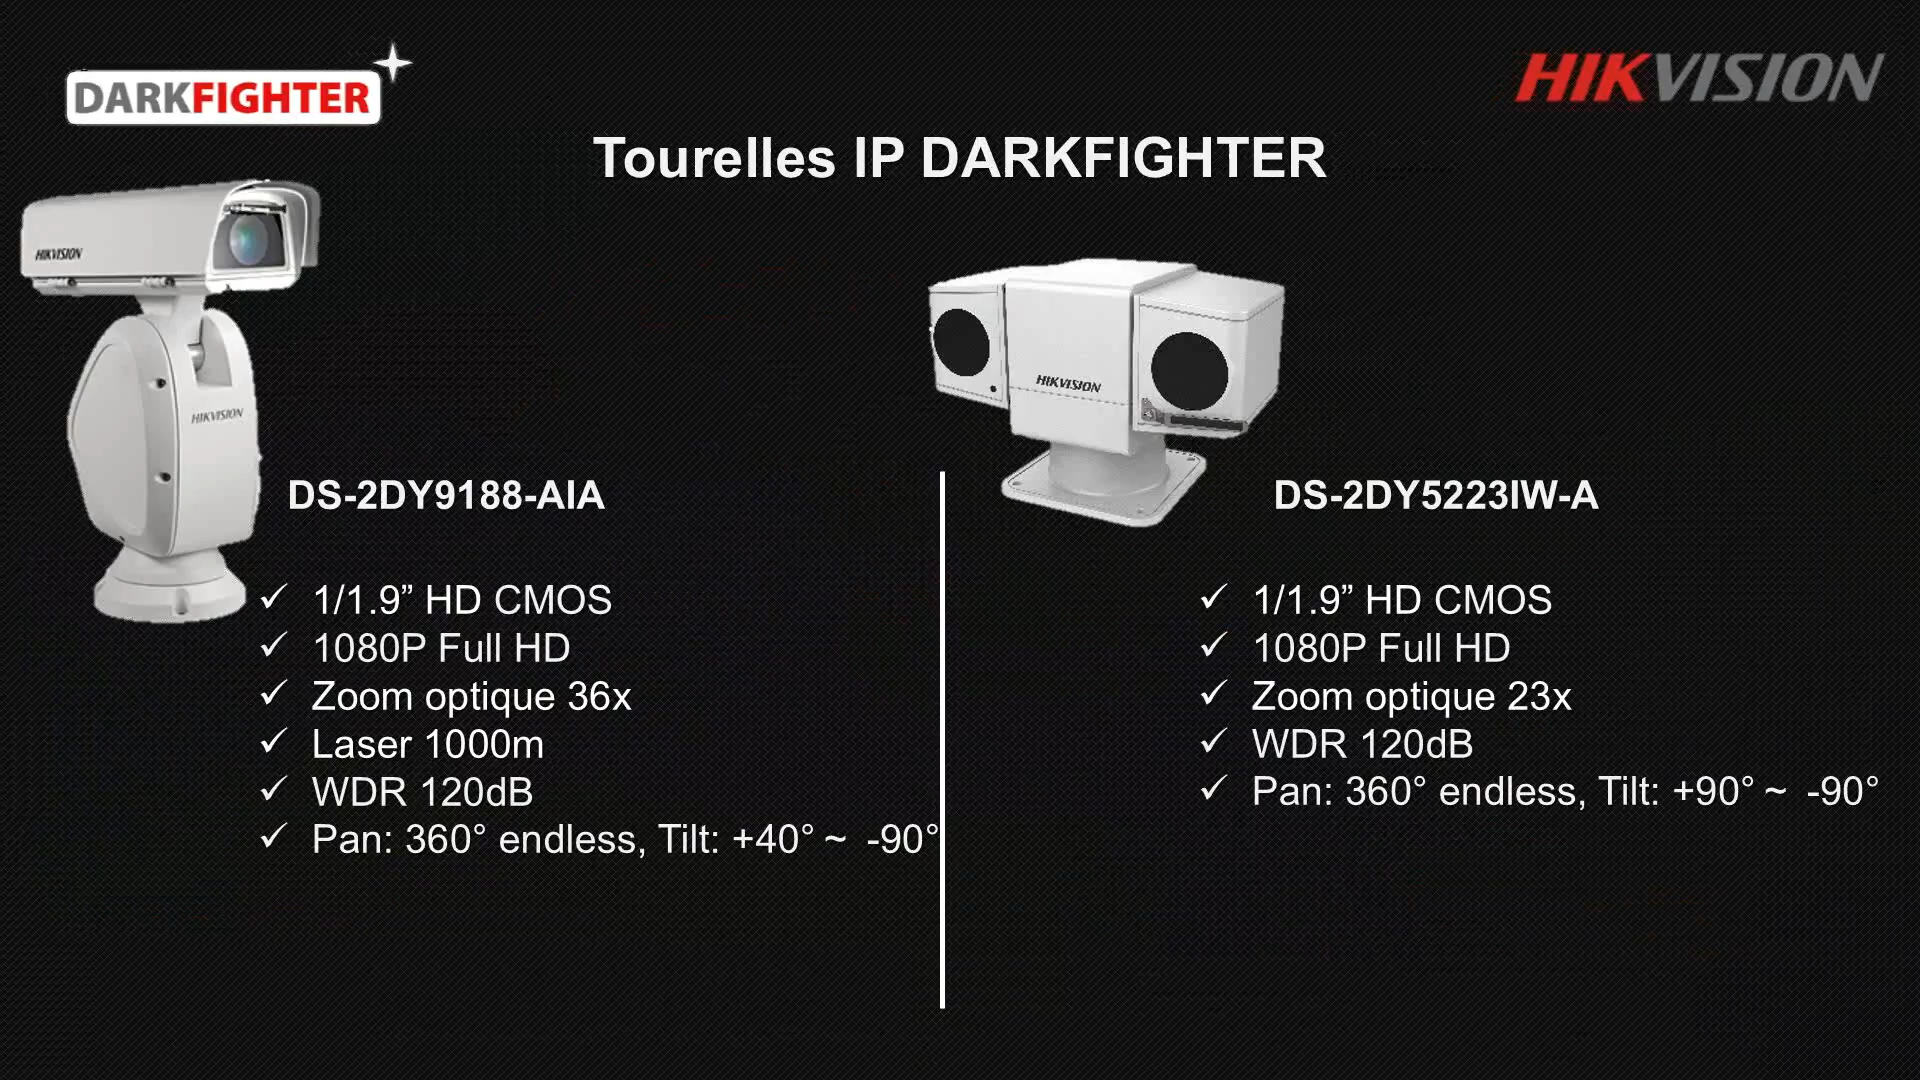 DARKFIGHTER
HIKVISION
Tourelles IP DARKFIGHTER
HIKVISION
HIKVISION
HIKVISION
DS-2DY9188-AIA
✓ 1/1.9” HD CMOS
✓ 1080P Full HD
✓ Zoom optique 36x
✓ Laser 1000m
✓ WDR 120dB
✓ Pan: 360° endless, Tilt: +40° ~ -90°
DS-2DY5223IW-A
✓ 1/1.9” HD CMOS
✓ 1080P Full HD
✓ Zoom optique 23x
✓ WDR 120dB
✓ Pan: 360° endless, Tilt: +90° ~ -90°